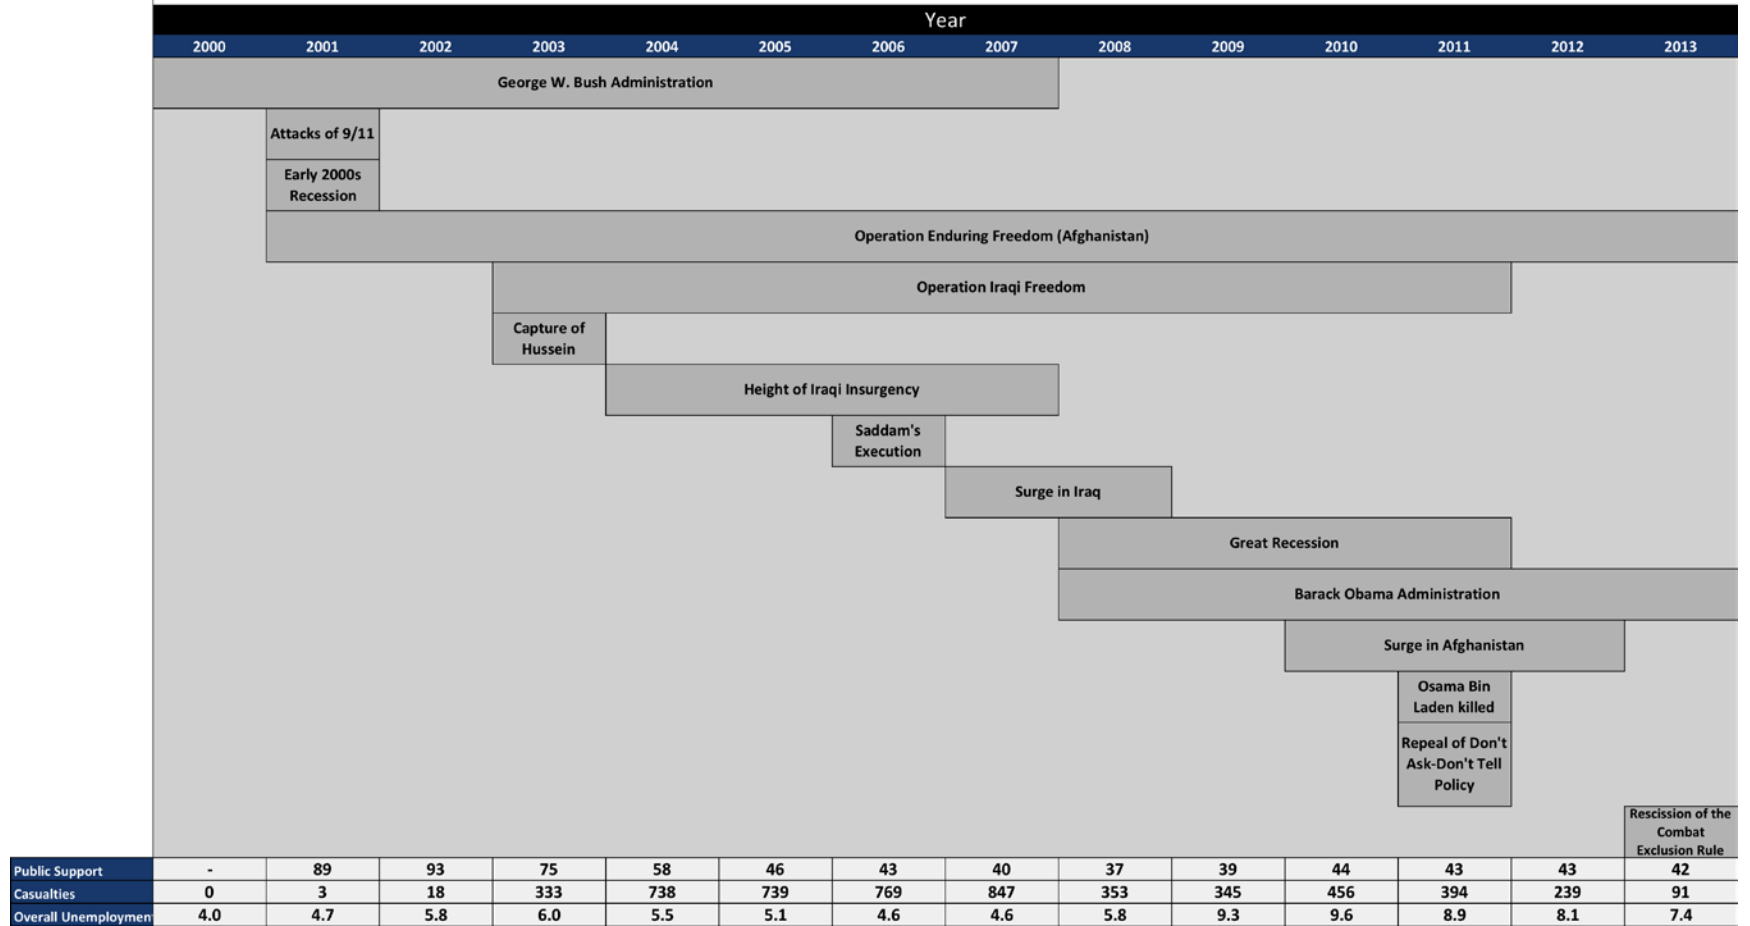 Year
2000 2001 2002 2003 2004 2005 2006 2007 2008 2009 2010 2011 2012 2013
George W. Bush Administration
Attacks of 9/11
Early 2000s
Recession
Operation Enduring Freedom (Afghanistan)
Operation Iraqi Freedom
Capture of
Hussein
Height of Iraqi Insurgency
Saddam's
Execution
Surge in Iraq
Great Recession
Barack Obama Administration
Surge in Afghanistan
Osama Bin
Laden killed
Repeal of Don't
Ask-Don't Tell
Policy
Rescission of the
Combat
Exclusion Rule
Public Support - 89 93 75 58 46 43 40 37 39 44 43 43 42
Casualties 0 3 18 333 738 739 769 847 353 345 456 394 239 91
Overall Unemploymen 4.0 4.7 5.8 6.0 5.5 5.1 4.6 4.6 5.8 9.3 9.6 8.9 8.1 7.4